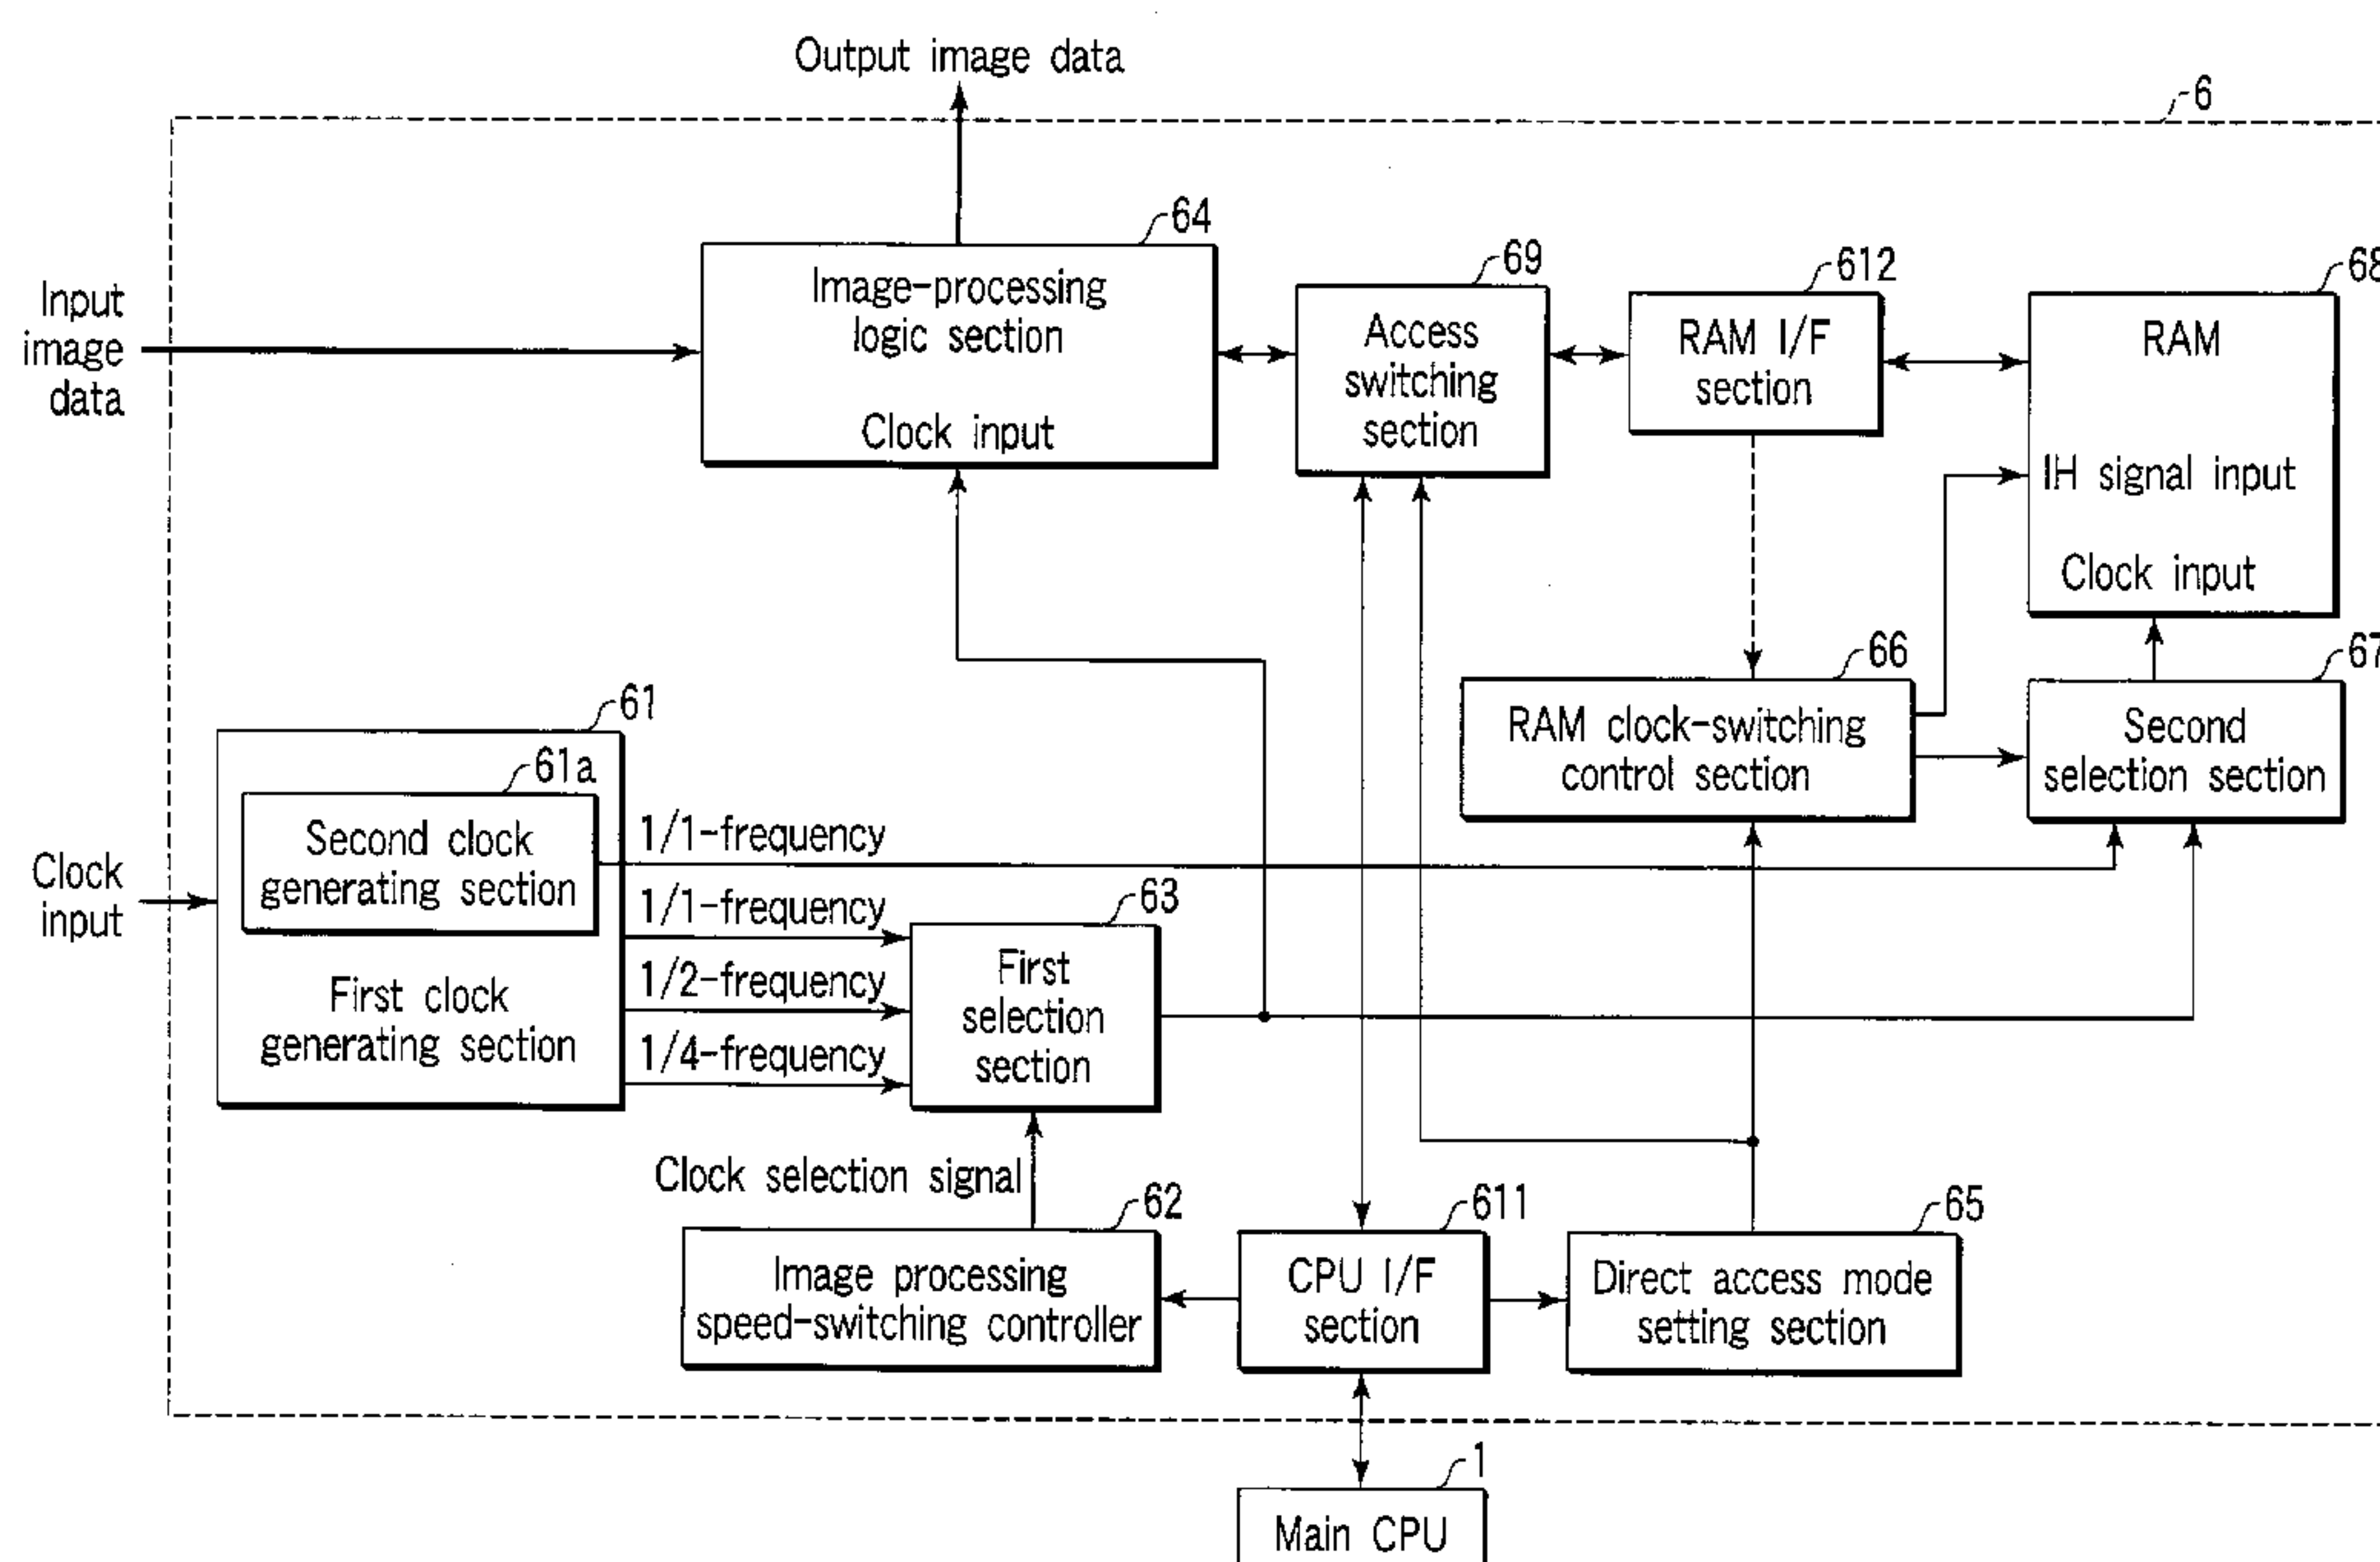 Output image data
6
64
Image-processing
logic section
Clock input
69
Access
switching
section
612
RAM I/F
section
68
RAM
IH signal input
Clock input
Input
image
data
66
RAM clock-switching
control section
67
Second
selection section
61
61a
Second clock
generating section
First clock
generating section
Clock
input
1/1-frequency
1/1-frequency
1/2-frequency
1/4-frequency
63
First
selection
section
Clock selection signal
62
Image processing
speed-switching controller
611
CPU I/F
section
65
Direct access mode
setting section
1
Main CPU